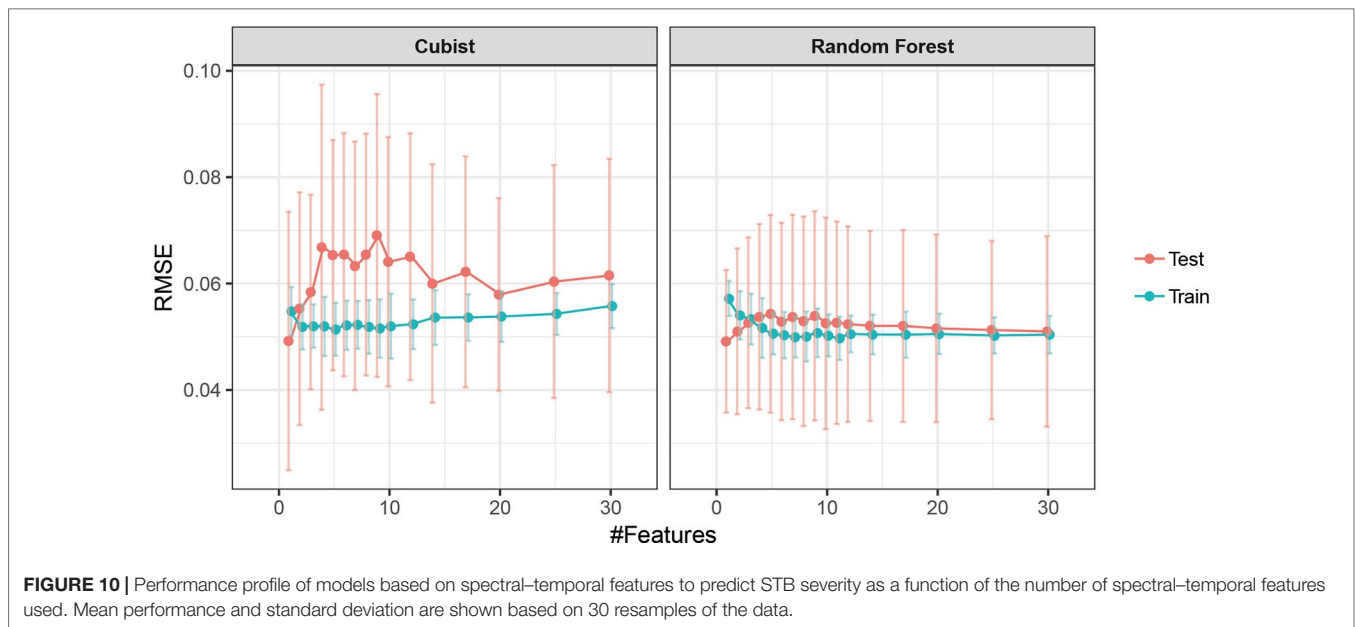 Cubist
Random Forest
0.10
0.08
0.06
0.04
RMSE
0 10 20 30
0 10 20 30
#Features
Test
Train
FIGURE 10 | Performance profile of models based on spectral–temporal features to predict STB severity as a function of the number of spectral–temporal features
used. Mean performance and standard deviation are shown based on 30 resamples of the data.